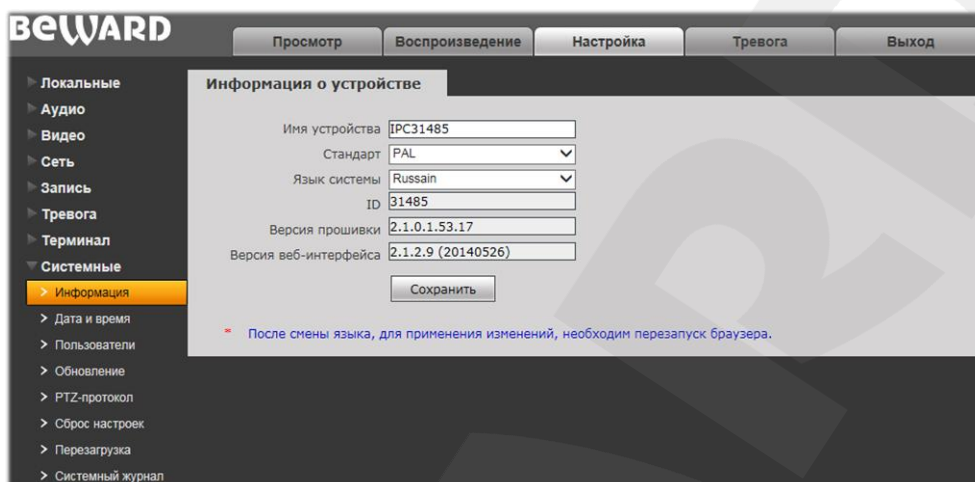 BEWARD
Просмотр Воспроизведение Настройка Тревога Выход
Локальные
Аудио
Видео
Сеть
Запись
Тревога
Терминал
Системные
Информация
Дата и время
Пользователи
Обновление
PTZ-протокол
Сброс настроек
Перезагрузка
Системный журнал
Информация о устройстве
Имя устройства IPC31485
Стандарт PAL
Язык системы Russain
ID 31485
Версия прошивки 2.1.0.1.53.17
Версия веб-интерфейса 2.1.2.9 (20140526)
Сохранить
* После смены языка, для применения изменений, необходим перезапуск браузера.